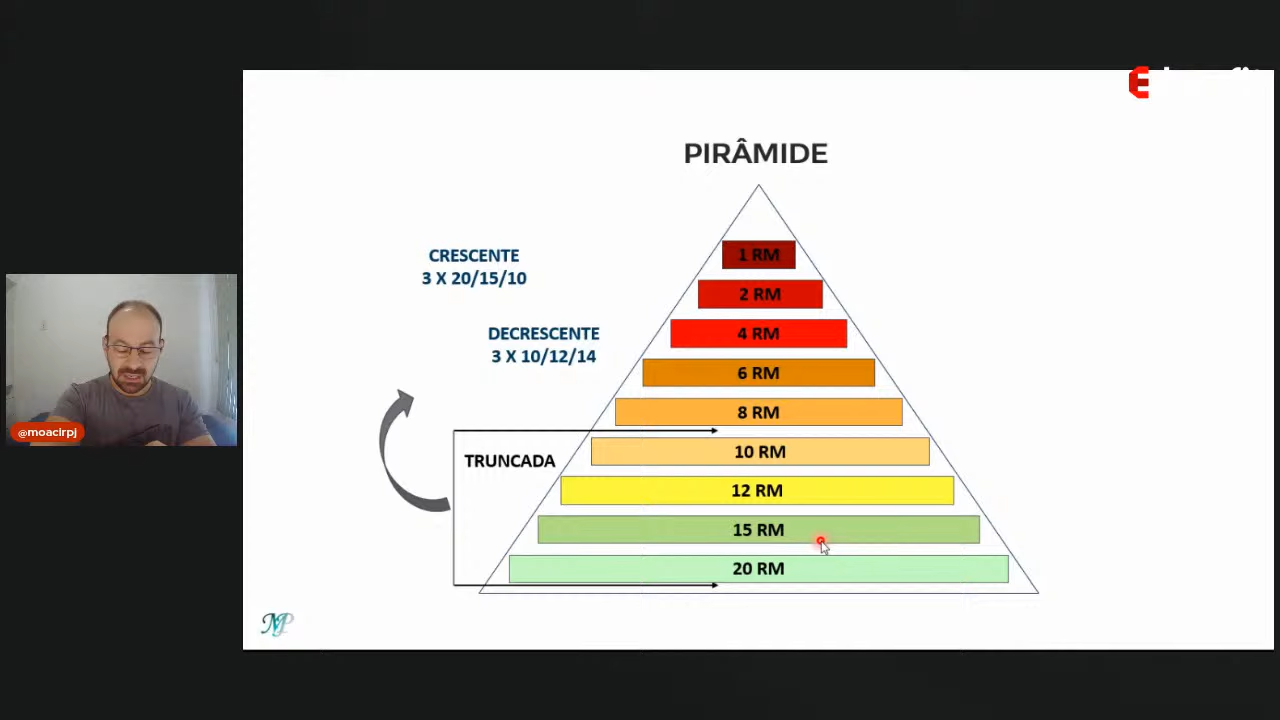 PIRÂMIDE
CRESCENTE
3 X 20/15/10
DECRESCENTE
3 X 10/12/14
TRUNCADA
1 RM
2 RM
4 RM
6 RM
8 RM
10 RM
12 RM
15 RM
20 RM
@moacirpj
MP